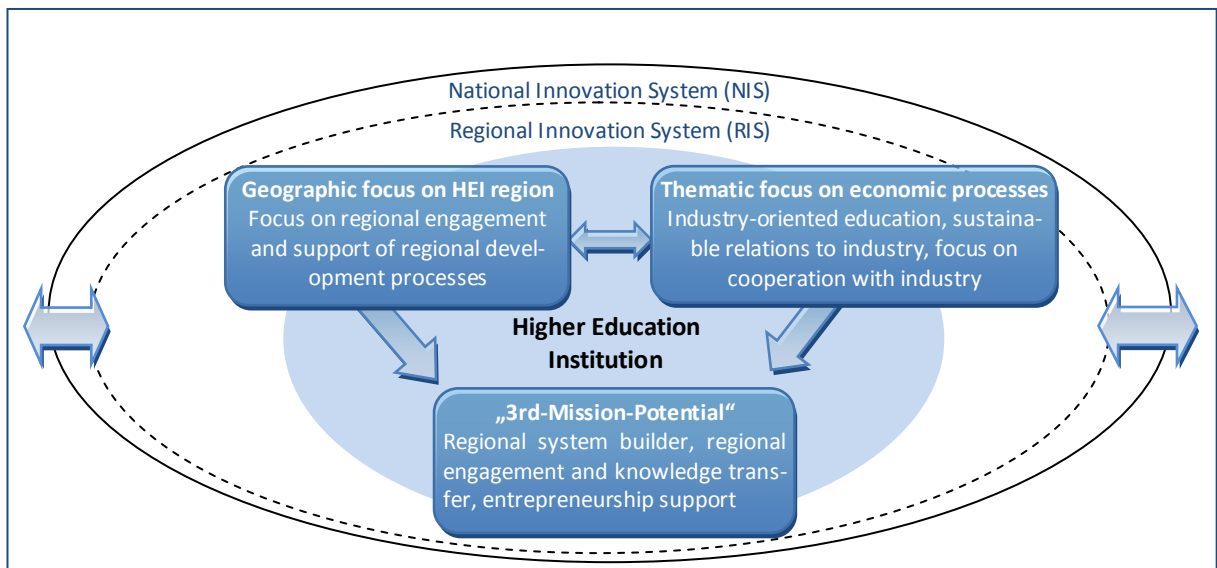 National Innovation System (NIS)
Regional Innovation System (RIS)
Geographic focus on HEI region
Focus on regional engagement
and support of regional devel-
opment processes
Thematic focus on economic processes
Industry-oriented education, sustaina-
ble relations to industry, focus on
cooperation with industry
Higher Education
Institution
„3rd-Mission-Potential“
Regional system builder, regional
engagement and knowledge trans-
fer, entrepreneurship support